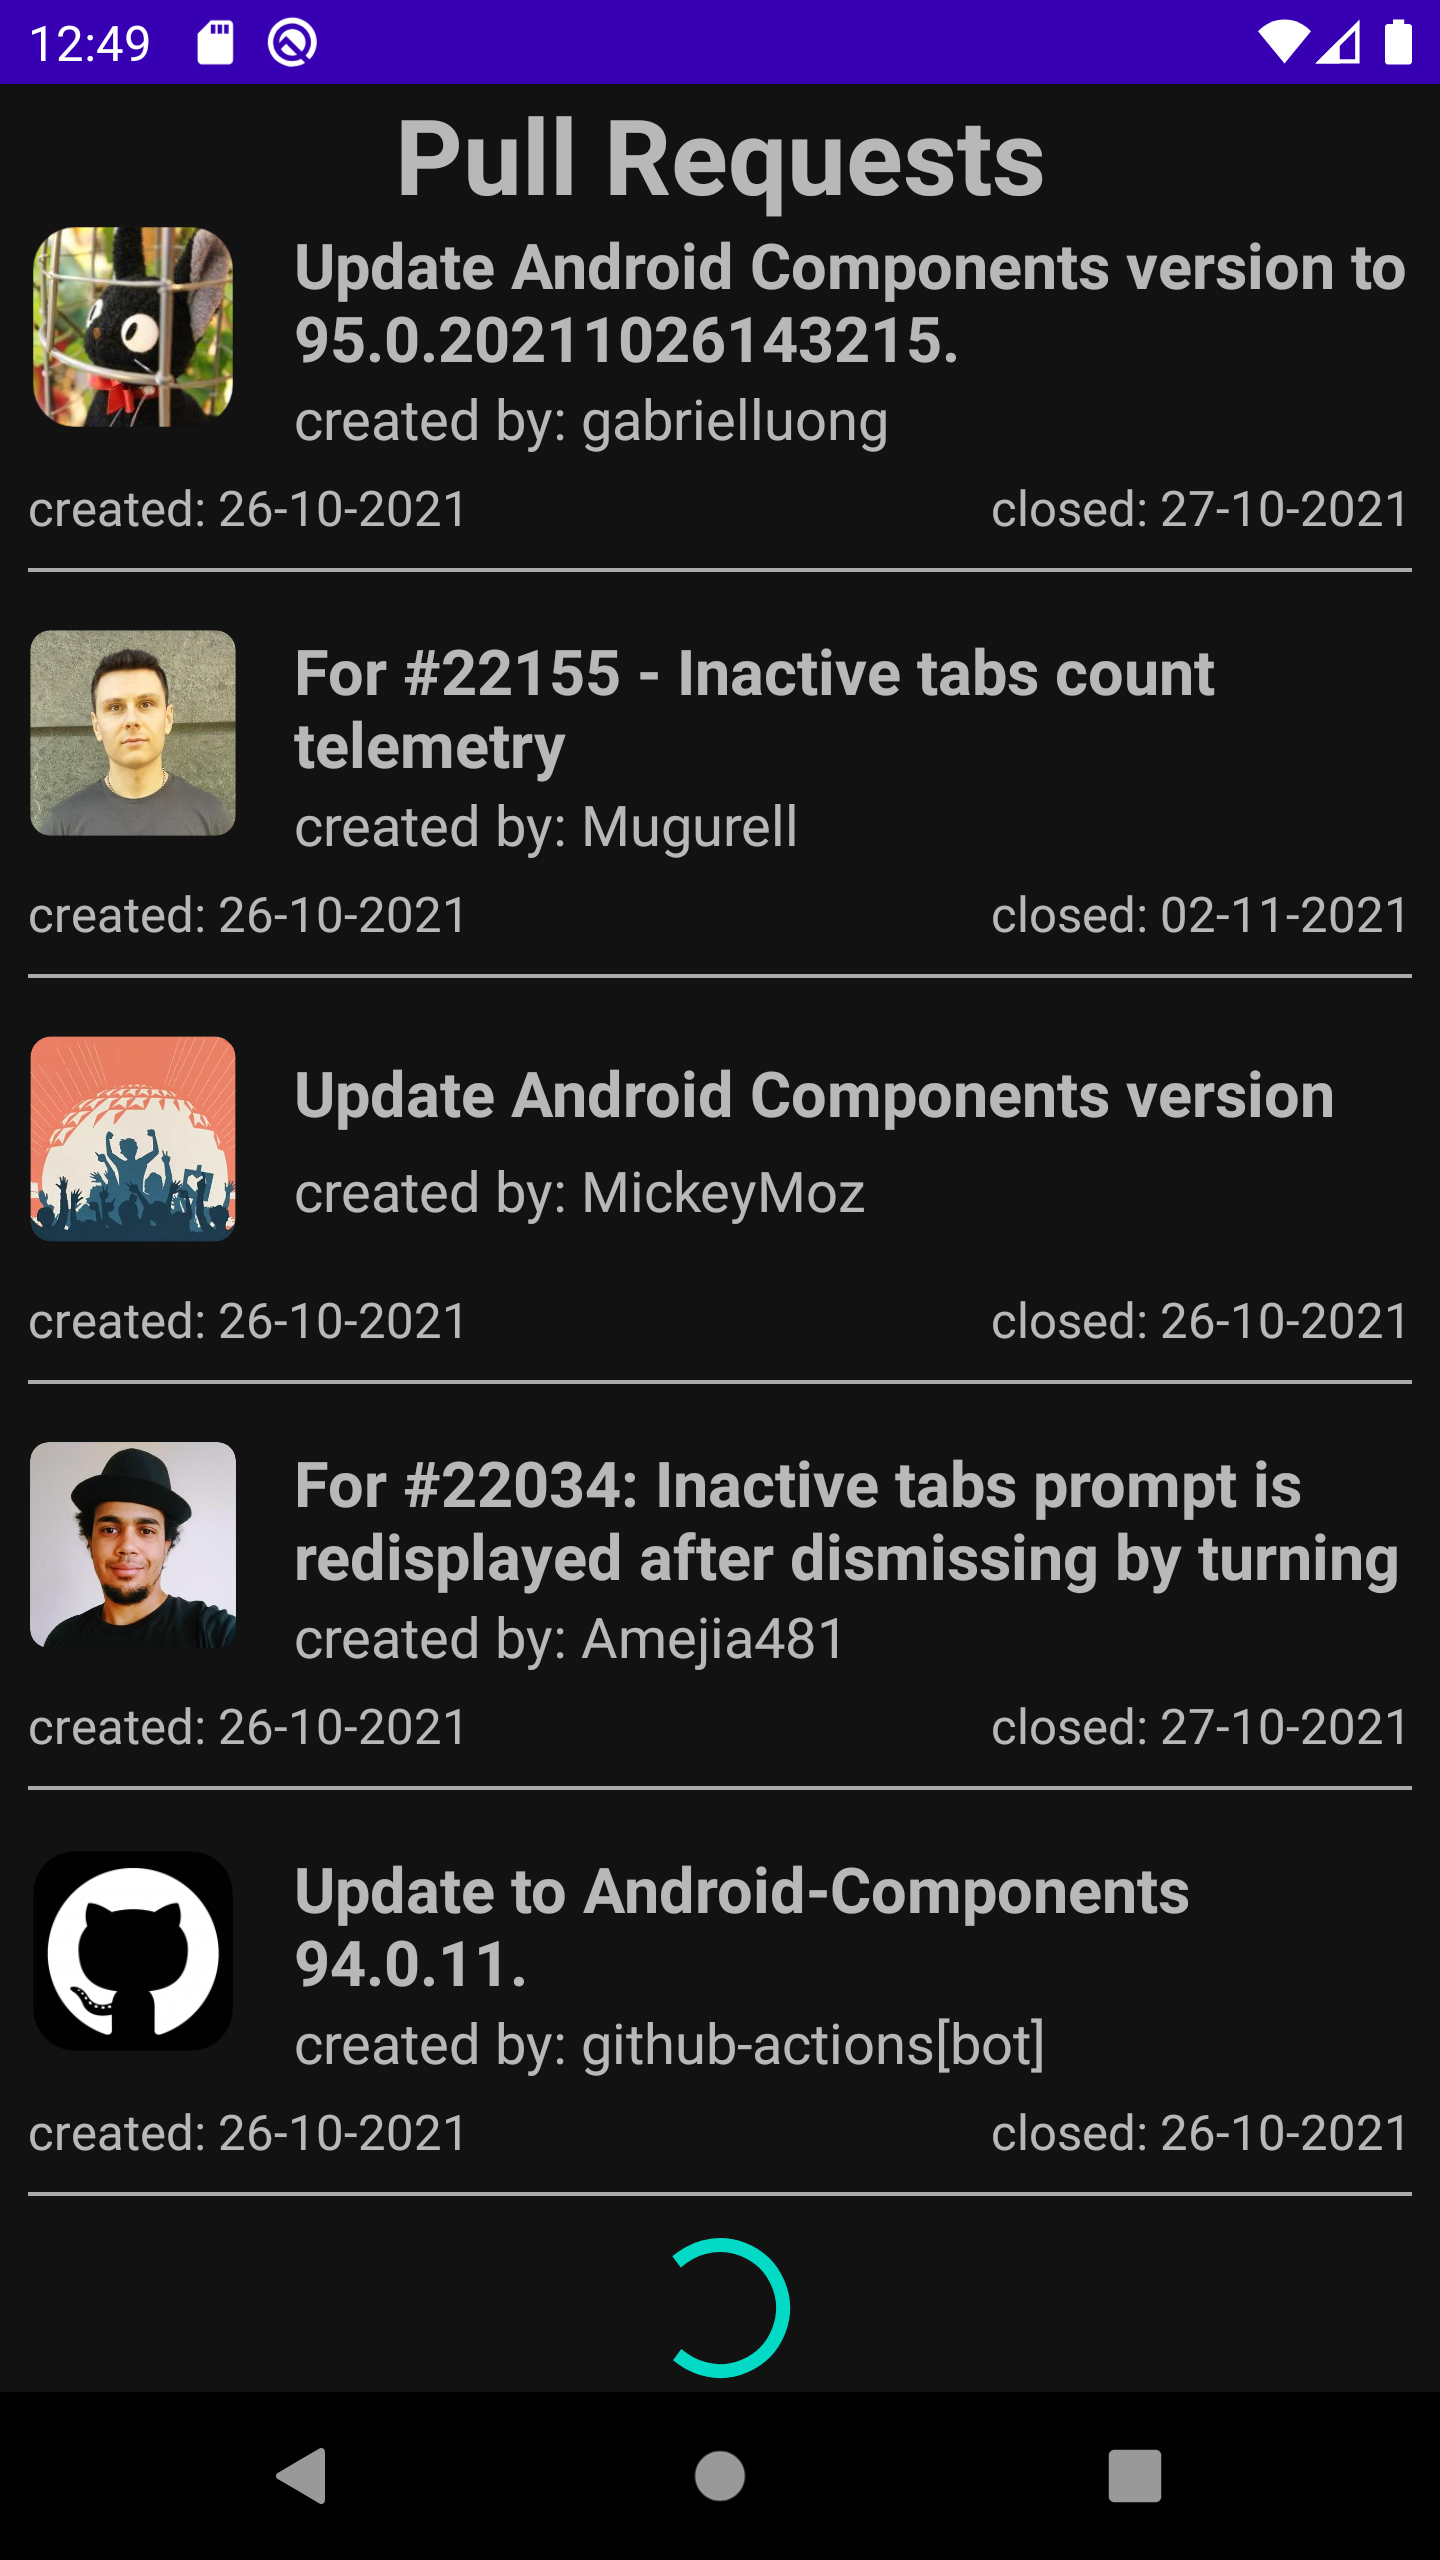 12:49
Pull Requests
Update Android Components version to
95.0.20211026143215.
created by: gabrielluong
created: 26-10-2021
closed: 27-10-2021
For #22155 - Inactive tabs count
telemetry
created by: Mugurell
created: 26-10-2021
closed: 02-11-2021
Update Android Components version
created by: MickeyMoz
created: 26-10-2021
closed: 26-10-2021
For #22034: Inactive tabs prompt is
redisplayed after dismissing by turning
created by: Amejia481
created: 26-10-2021
closed: 27-10-2021
Update to Android-Components
94.0.11.
created by: github-actions[bot]
created: 26-10-2021
closed: 26-10-2021